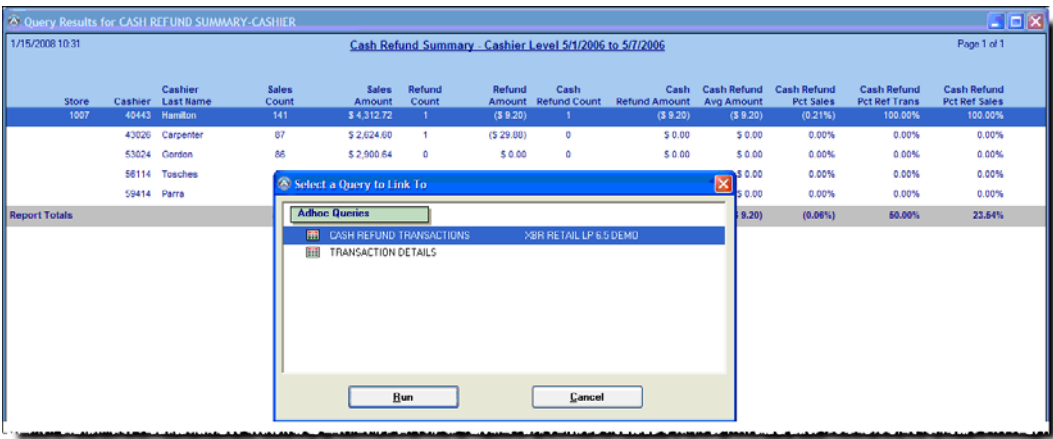 Query Results for CASH REFUND SUMMARY-CASHIER
1/15/2008 10:31 Cash Refund Summary - Cashier Level 5/1/2006 to 5/7/2006 Page 1 of 1
Cashier Sales Sales Refund Refund Cash Cash Cash Refund Cash Refund Cash Refund Cash Refund
Store Cashier Last Name Count Amount Count Amount Refund Count Refund Amount Avg Amount Pct Sales Pct Ref Trans Pct Ref Sales
1007 40443 Hamilton 141 $ 4,312.72 1 ($ 9.20) 1 ($ 9.20) ($ 9.20) (0.21%) 100.00% 100.00%
43026 Carpenter 87 $ 2,624.60 1 ($ 29.88) 0 $ 0.00 $ 0.00 0.00% 0.00% 0.00%
53024 Gordon 86 $ 2,900.64 0 $ 0.00 0 $ 0.00 $ 0.00 0.00% 0.00% 0.00%
56114 Tosches $ 0.00 0.00% 0.00% 0.00%
59414 Parra $ 0.00 0.00% 0.00% 0.00%
Report Totals $ 9.20) (0.06%) 50.00% 23.54%
Select a Query to Link To
Adhoc Queries
CASH REFUND TRANSACTIONS XBR RETAIL LP 6.5 DEMO
TRANSACTION DETAILS
Run Cancel